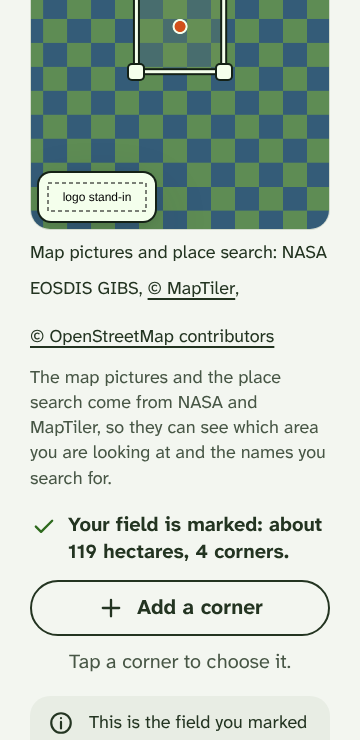 logo stand-in
Map pictures and place search: NASA
EOSDIS GIBS, © MapTiler,
© OpenStreetMap contributors
The map pictures and the place
search come from NASA and
MapTiler, so they can see which area
you are looking at and the names you
search for.
Your field is marked: about
119 hectares, 4 corners.
Add a corner
Tap a corner to choose it.
This is the field you marked